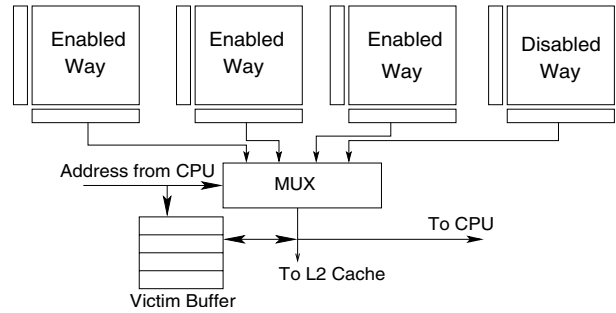 Enabled
Way
Enabled
Way
Enabled
Way
Disabled
Way
Address from CPU
MUX
To CPU
To L2 Cache
Victim Buffer